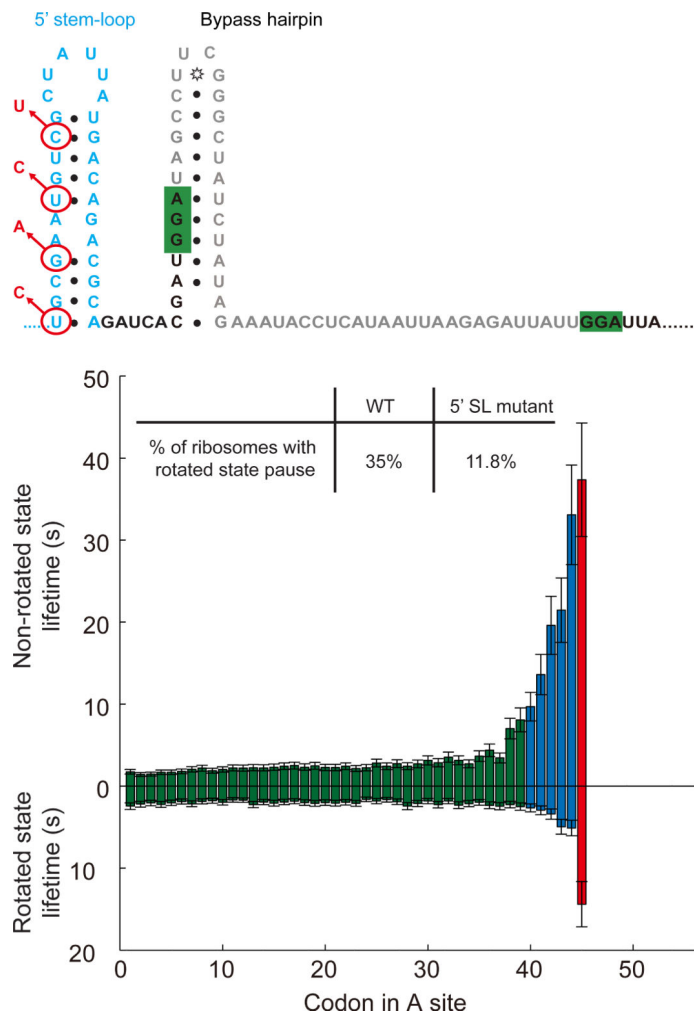 5' stem-loop Bypass hairpin
A U U C
U U U G
C A C G
U
G U C G
C G G C
U A A U
C
G C U A
U A A U
A G G C
A
A A G U
G C U A
C G A U
C
G C G A
.....U AGAUCAC GAAAUACCUCAUAAUUAAGAGAUUAUUGGAUUA......
WT 5' SL mutant
% of ribosomes with rotated state pause 35% 11.8%
Non-rotated state lifetime (s)
Rotated state lifetime (s)
50
40
30
20
10
0
10
20
0 10 20 30 40 50
Codon in A site